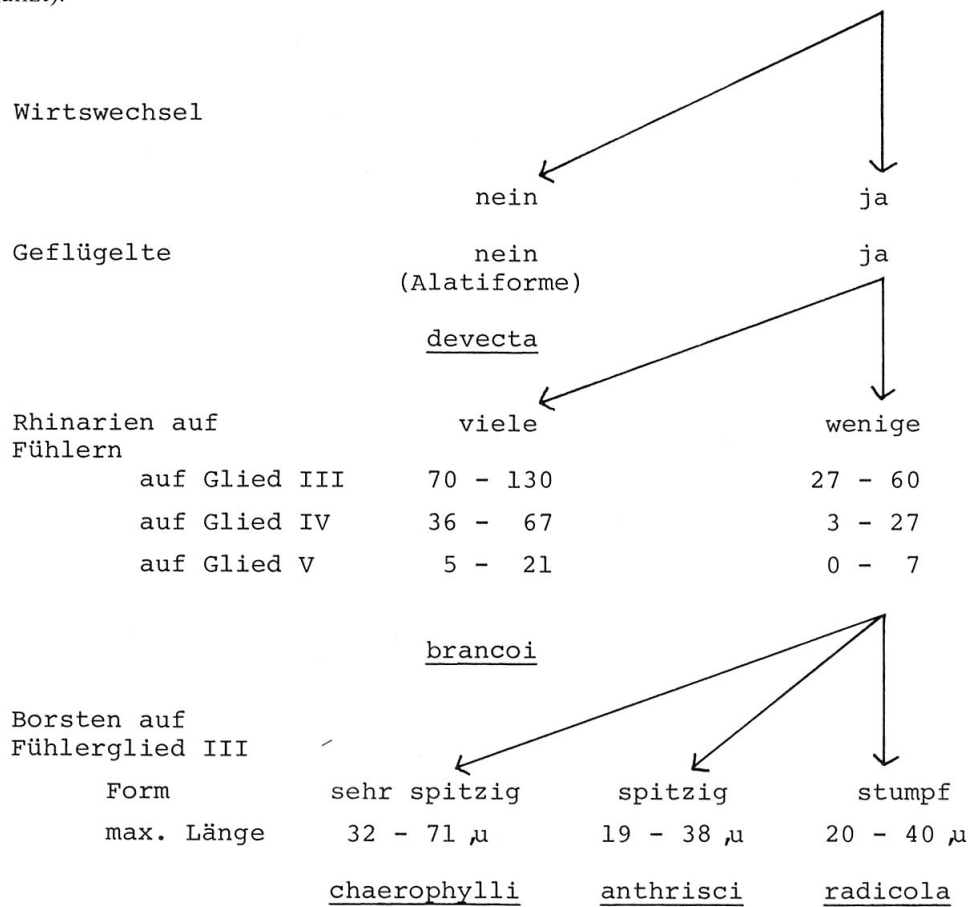 Wirtswechsel
nein ja
Geflügelte nein ja
(Alatiforme)
devecta
Rhinarien auf viele wenige
Fühlern
auf Glied III 70 - 130 27 - 60
auf Glied IV 36 - 67 3 - 27
auf Glied V 5 - 21 0 - 7
brancoi
Borsten auf
Fühlerglied III
Form sehr spitzig spitzig stumpf
max. Länge 32 - 71 µ 19 - 38 µ 20 - 40 µ
chaerophylli anthrisci radicola